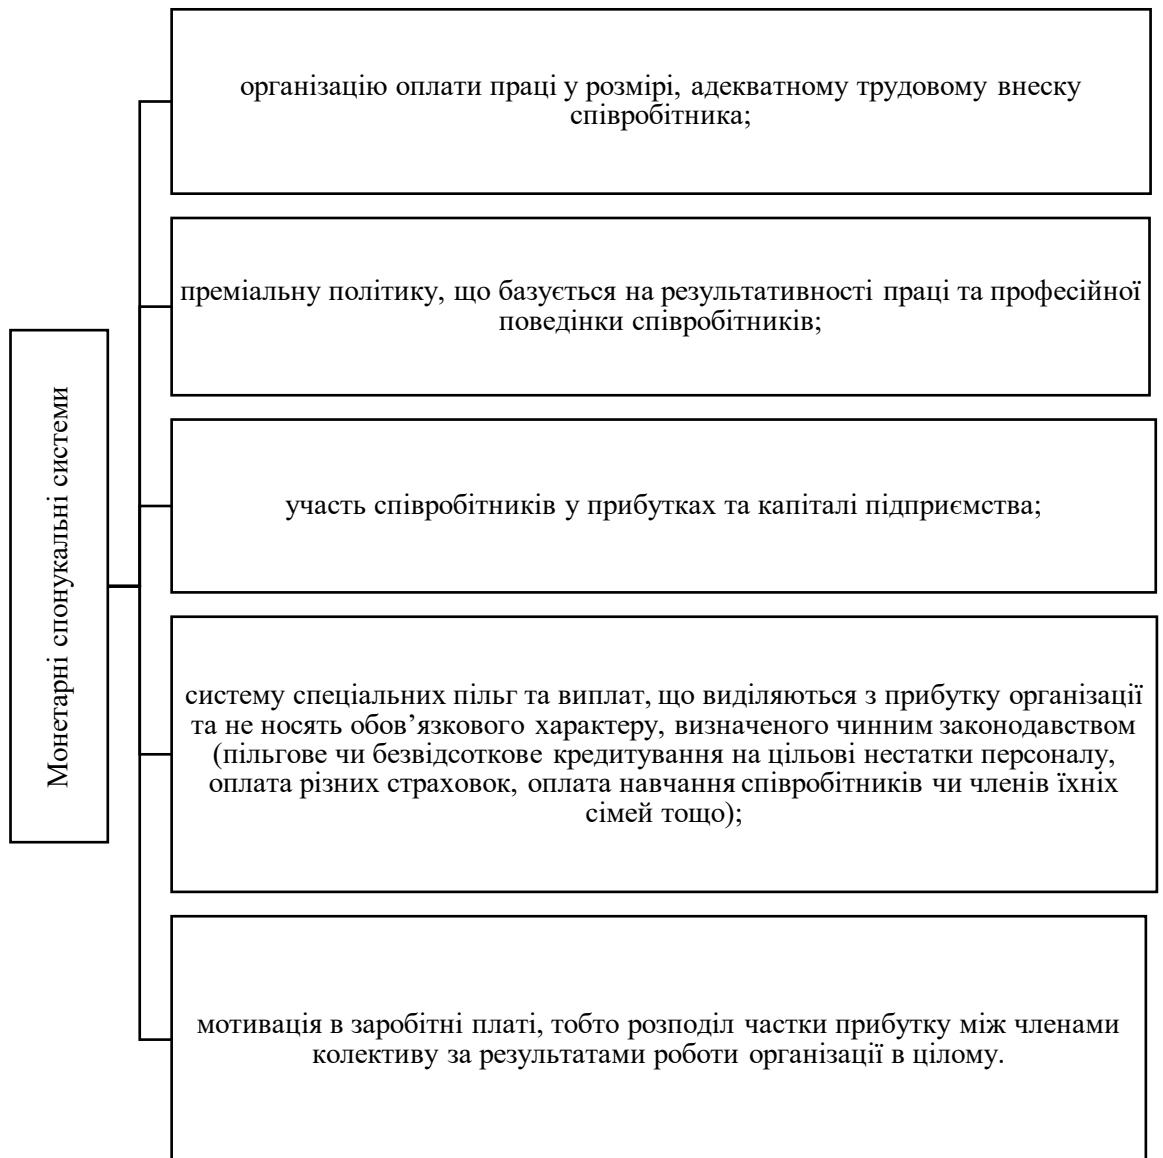 Монетарні спонукальні системи
організацію оплати праці у розмірі, адекватному трудовому внеску
співробітника;
преміальну політику, що базується на результативності праці та професійної
поведінки співробітників;
участь співробітників у прибутках та капіталі підприємства;
систему спеціальних пільг та виплат, що виділяються з прибутку організації
та не носять обов’язкового характеру, визначеного чинним законодавством
(пільгове чи безвідсоткове кредитування на цільові нестатки персоналу,
оплата різних страховок, оплата навчання співробітників чи членів їхніх
сімей тощо);
мотивація в заробітні платі, тобто розподіл частки прибутку між членами
колективу за результатами роботи організації в цілому.